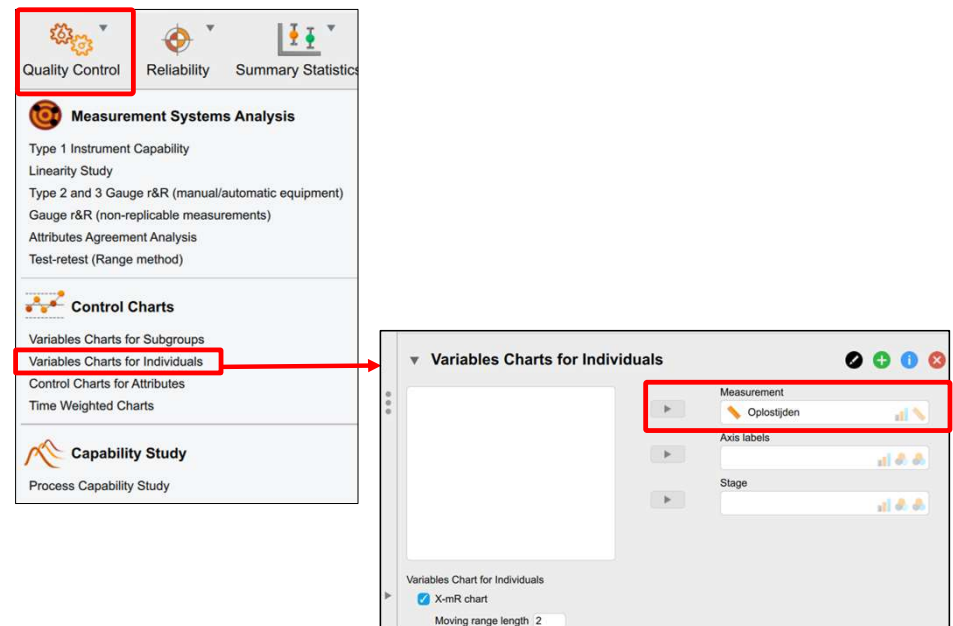 Quality Control Reliability Summary Statistics
Measurement Systems Analysis
Type 1 Instrument Capability
Linearity Study
Type 2 and 3 Gauge r&R (manual/automatic equipment)
Gauge r&R (non-replicable measurements)
Attributes Agreement Analysis
Test-retest (Range method)
Control Charts
Variables Charts for Subgroups
Variables Charts for Individuals
Control Charts for Attributes
Time Weighted Charts
Capability Study
Process Capability Study
Variables Charts for Individuals
Measurement
Oplostijden
Axis labels
Stage
Variables Chart for Individuals
X-mR chart
Moving range length 2